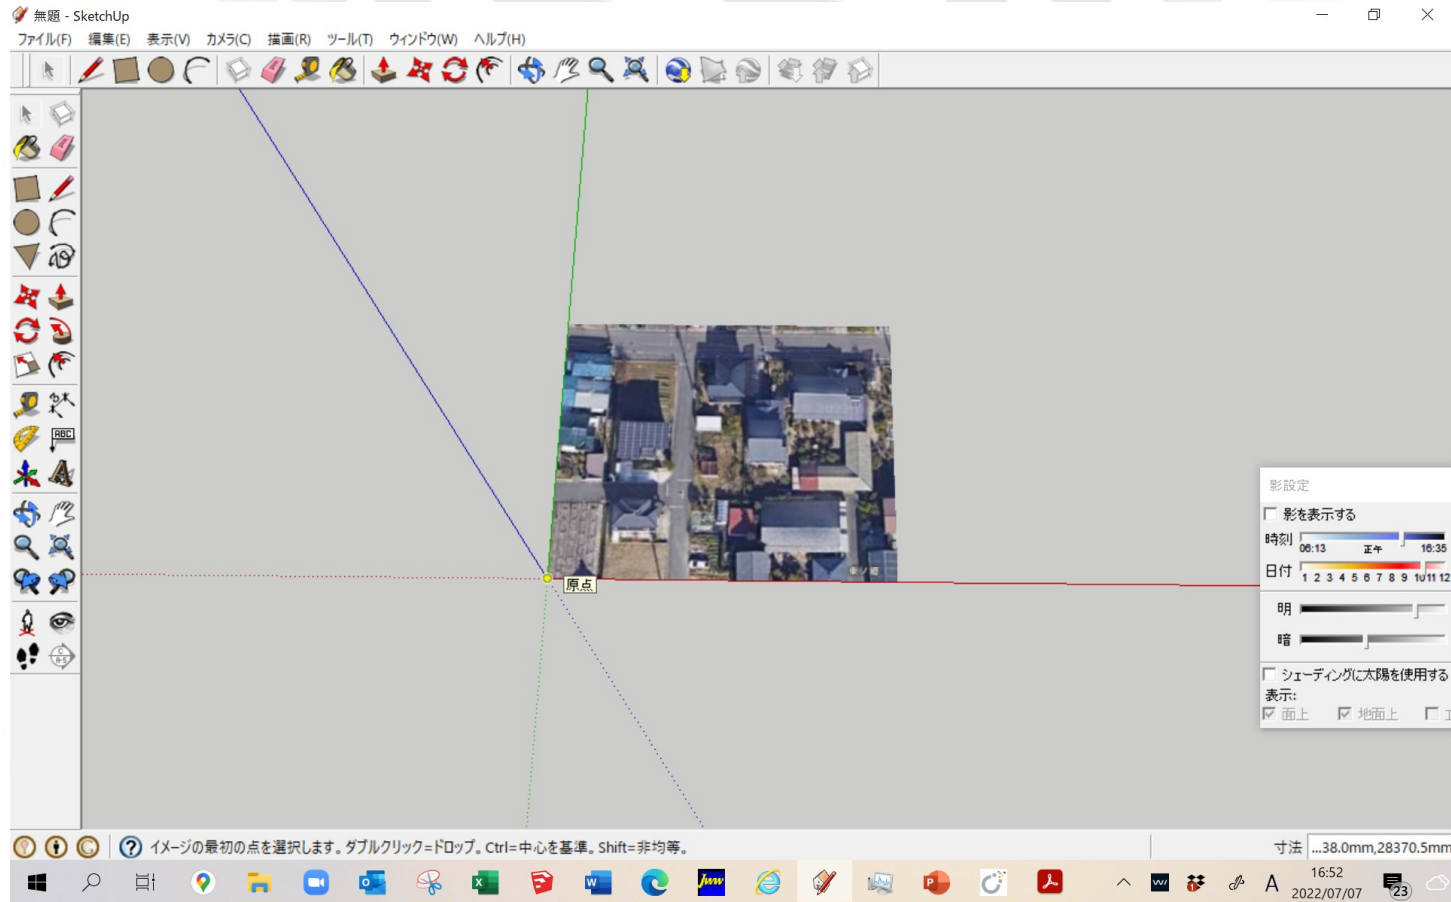 無題 - SketchUp
ファイル(F) 編集(E) 表示(V) カメラ(C) 描画(R) ツール(T) ウィンドウ(W) ヘルプ(H)
ABC
原点
影設定
影を表示する
時刻 06:13 正午 16:35
日付 1 2 3 4 5 6 7 8 9 10 11 12
明
暗
シェーディングに太陽を使用する
表示:
面上 地面上
イメージの最初の点を選択します。ダブルクリック=ドロップ。Ctrl=中心を基準。Shift=非均等。
寸法 ...38.0mm,28370.5mm
Jww
A
16:52
2022/07/07
23